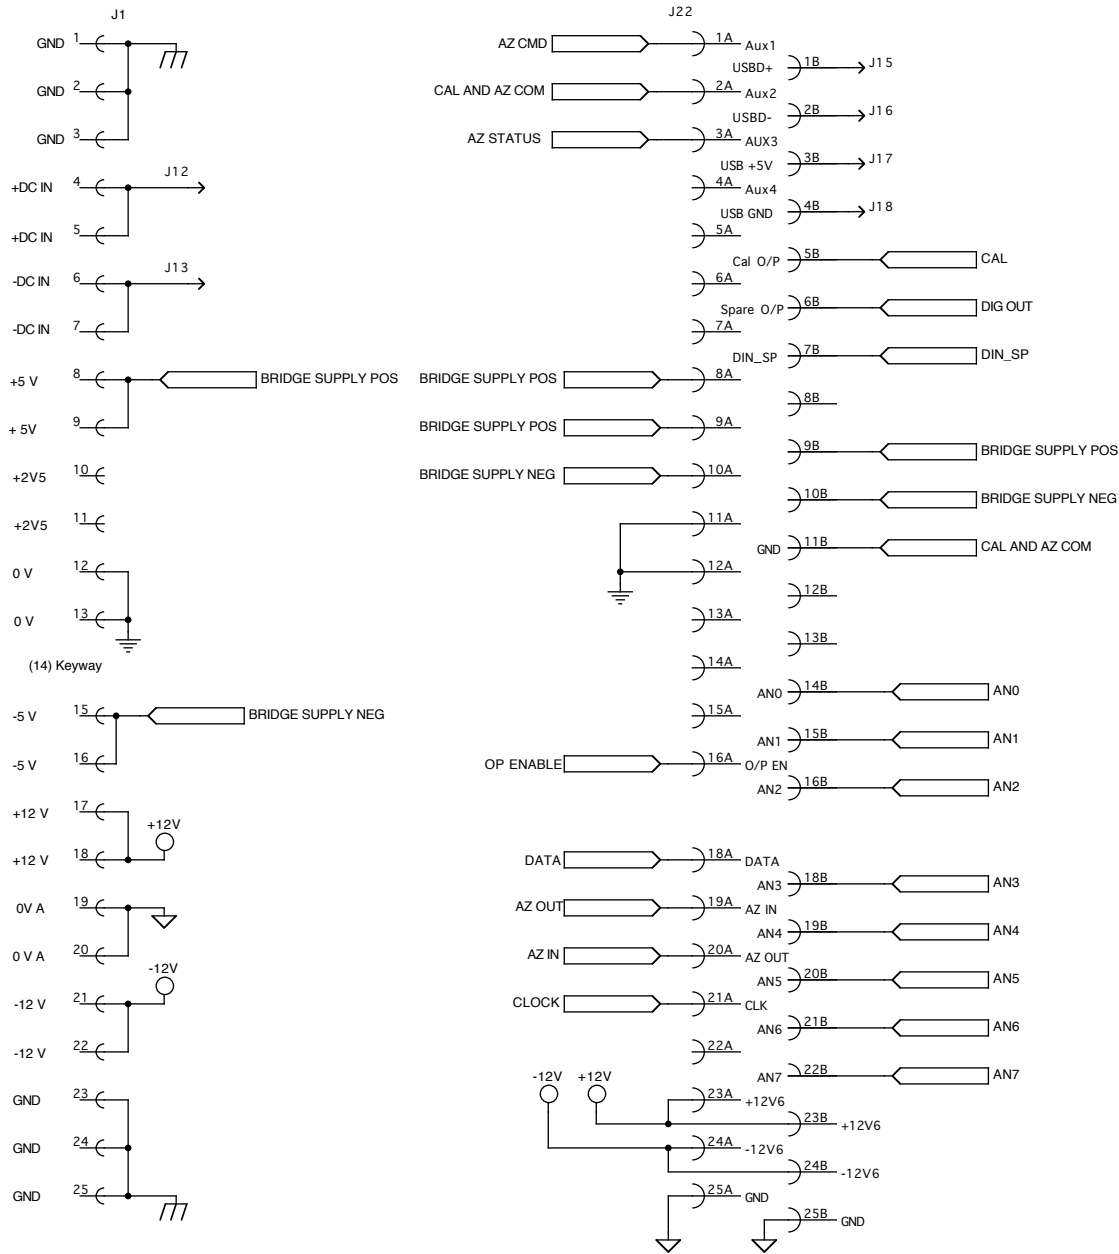 J1
GND 1
GND 2
GND 3
+DC IN 4
J12
+DC IN 5
-DC IN 6
J13
-DC IN 7
+5 V 8
BRIDGE SUPPLY POS
+ 5V 9
+2V5 10
+2V5 11
0 V 12
0 V 13
(14) Keyway
-5 V 15
BRIDGE SUPPLY NEG
-5 V 16
+12 V 17
+12V
+12 V 18
0V A 19
0 V A 20
-12V
-12 V 21
-12 V 22
GND 23
GND 24
GND 25
J22
AZ CMD 1A Aux1
USBD+ 1B J15
CAL AND AZ COM 2A Aux2
USBD- 2B J16
AZ STATUS 3A AUX3
USB +5V 3B J17
4A Aux4
USB GND 4B J18
5A
Cal O/P 5B CAL
6A
Spare O/P 6B DIG OUT
7A
DIN_SP 7B DIN_SP
BRIDGE SUPPLY POS 8A
8B
BRIDGE SUPPLY POS 9A
9B BRIDGE SUPPLY POS
BRIDGE SUPPLY NEG 10A
10B BRIDGE SUPPLY NEG
11A
GND 11B CAL AND AZ COM
12A
12B
13A
13B
14A
AN0 14B AN0
15A
AN1 15B AN1
OP ENABLE 16A O/P EN
AN2 16B AN2
DATA 18A DATA
AN3 18B AN3
AZ OUT 19A AZ IN
AN4 19B AN4
AZ IN 20A AZ OUT
AN5 20B AN5
CLOCK 21A CLK
AN6 21B AN6
22A
AN7 22B AN7
-12V +12V
23A +12V6
23B +12V6
24A -12V6
24B -12V6
25A GND
25B GND